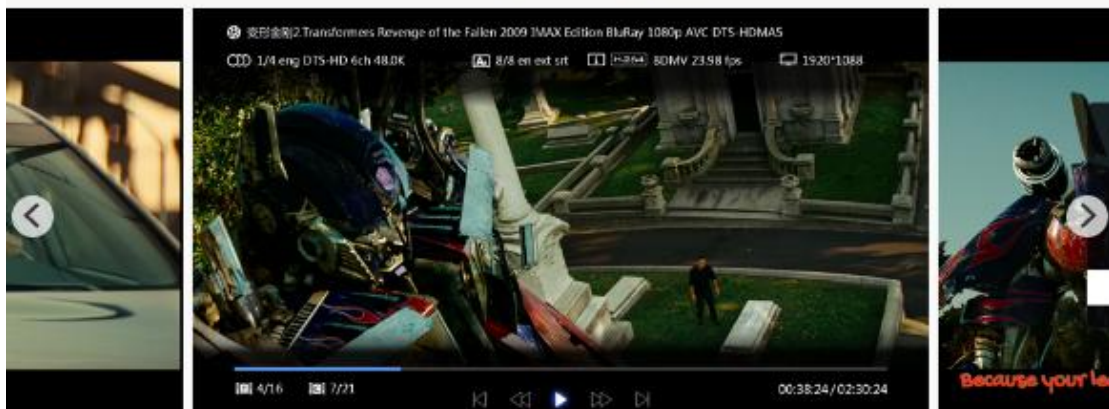 变形金刚2.Transformers Revenge of the Fallen 2009 IMAX Edition BluRay 1080p AVC DTS-HDMA5
1/4 eng DTS-HD 6ch 48.0K 8/8 en ext srt H.264 BDMV 23.98 fps 1920*1088
4/16 7/21 00:38:24/02:30:24
Because your le